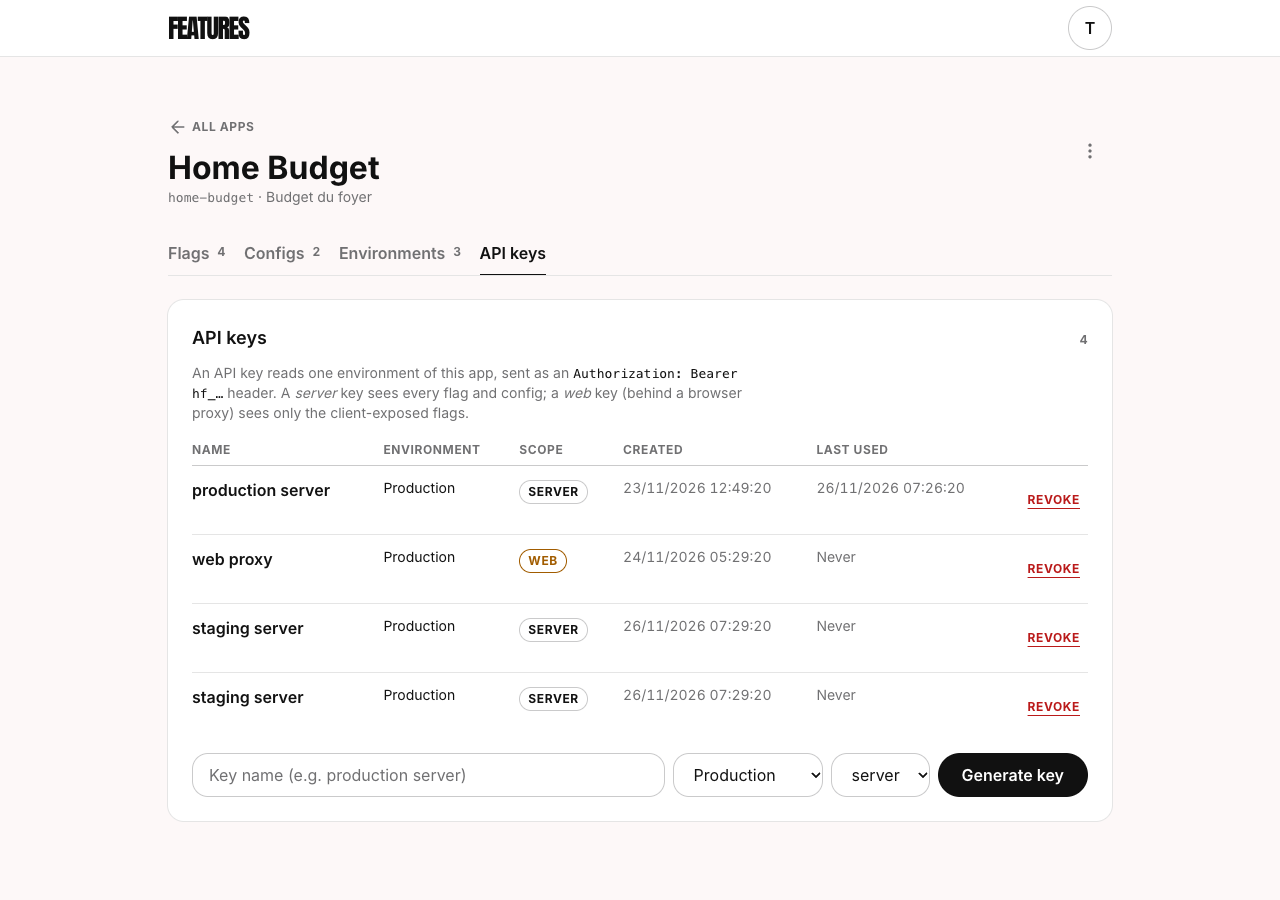 FEATURES
T
ALL APPS
Home Budget
home-budget · Budget du foyer
Flags 4 Configs 2 Environments 3 API keys
API keys 4
An API key reads one environment of this app, sent as an Authorization: Bearer
hf_… header. A server key sees every flag and config; a web key (behind a browser
proxy) sees only the client-exposed flags.
NAME ENVIRONMENT SCOPE CREATED LAST USED
production server Production SERVER 23/11/2026 12:49:20 26/11/2026 07:26:20 REVOKE
web proxy Production WEB 24/11/2026 05:29:20 Never REVOKE
staging server Production SERVER 26/11/2026 07:29:20 Never REVOKE
staging server Production SERVER 26/11/2026 07:29:20 Never REVOKE
Key name (e.g. production server) Production server Generate key